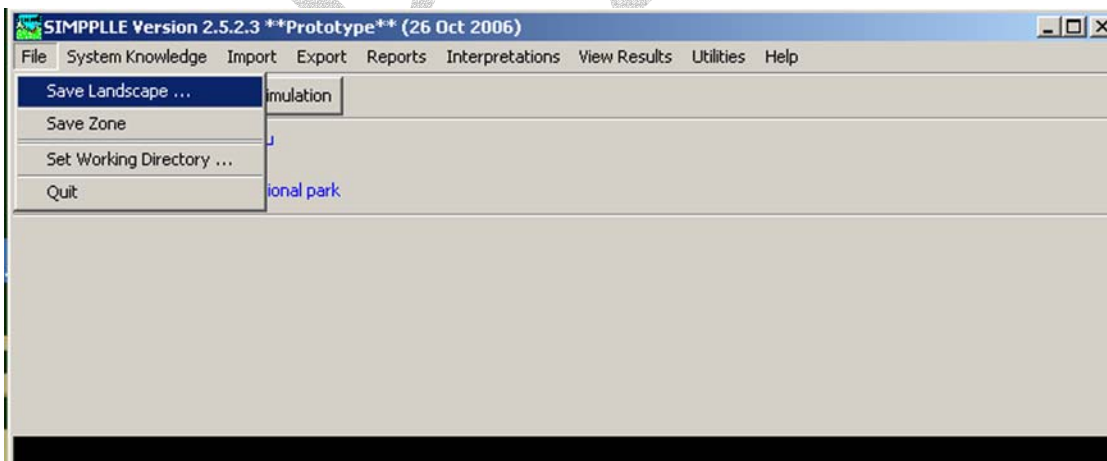 SIMPPLLE Version 2.5.2.3 **Prototype** (26 Oct 2006)
File System Knowledge Import Export Reports Interpretations View Results Utilities Help
Save Landscape ...
imulation
Save Zone
Set Working Directory ...
Quit
ional park